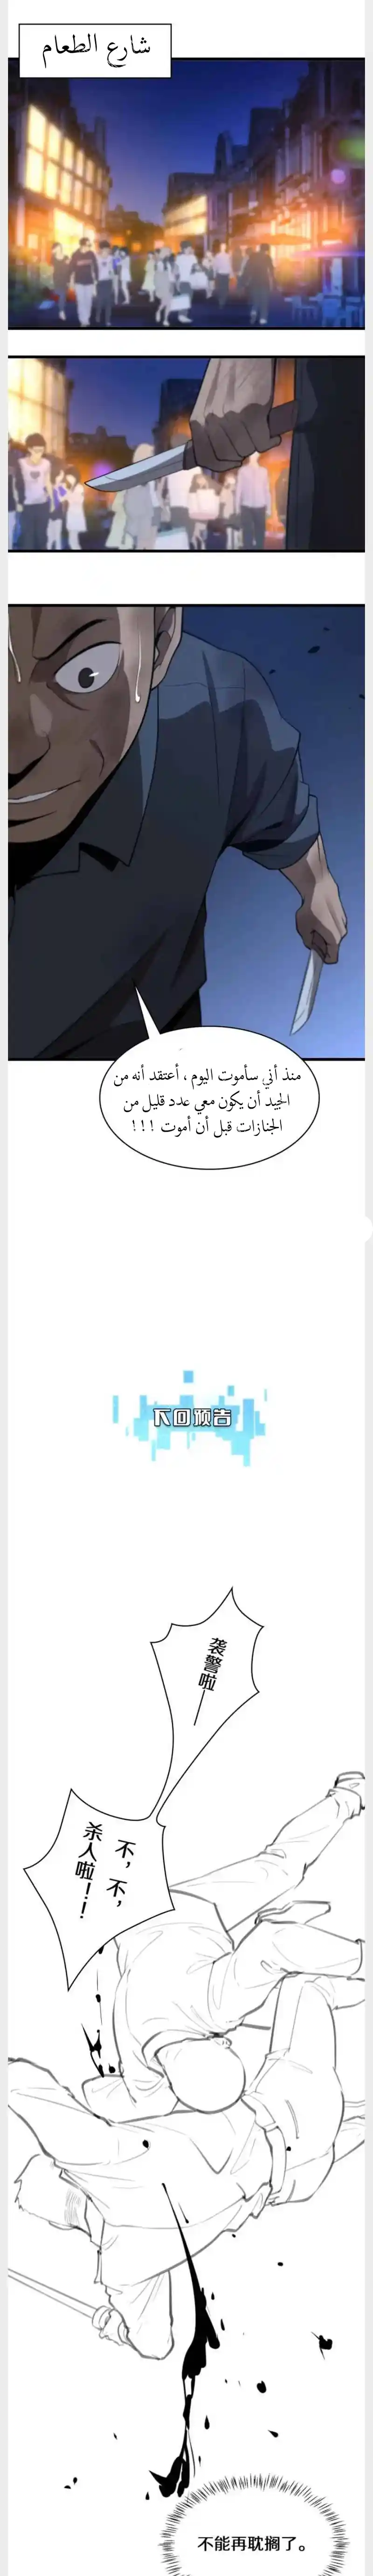 شارع الطعام
منذ أني سأموت اليوم ، أعتقد أنه من
الجيد أن يكون معي عدد قليل من
الجنازات قبل أن أموت !!!
下回预告
袭警啦——
不，不，
杀人啦！！
不能再耽搁了。